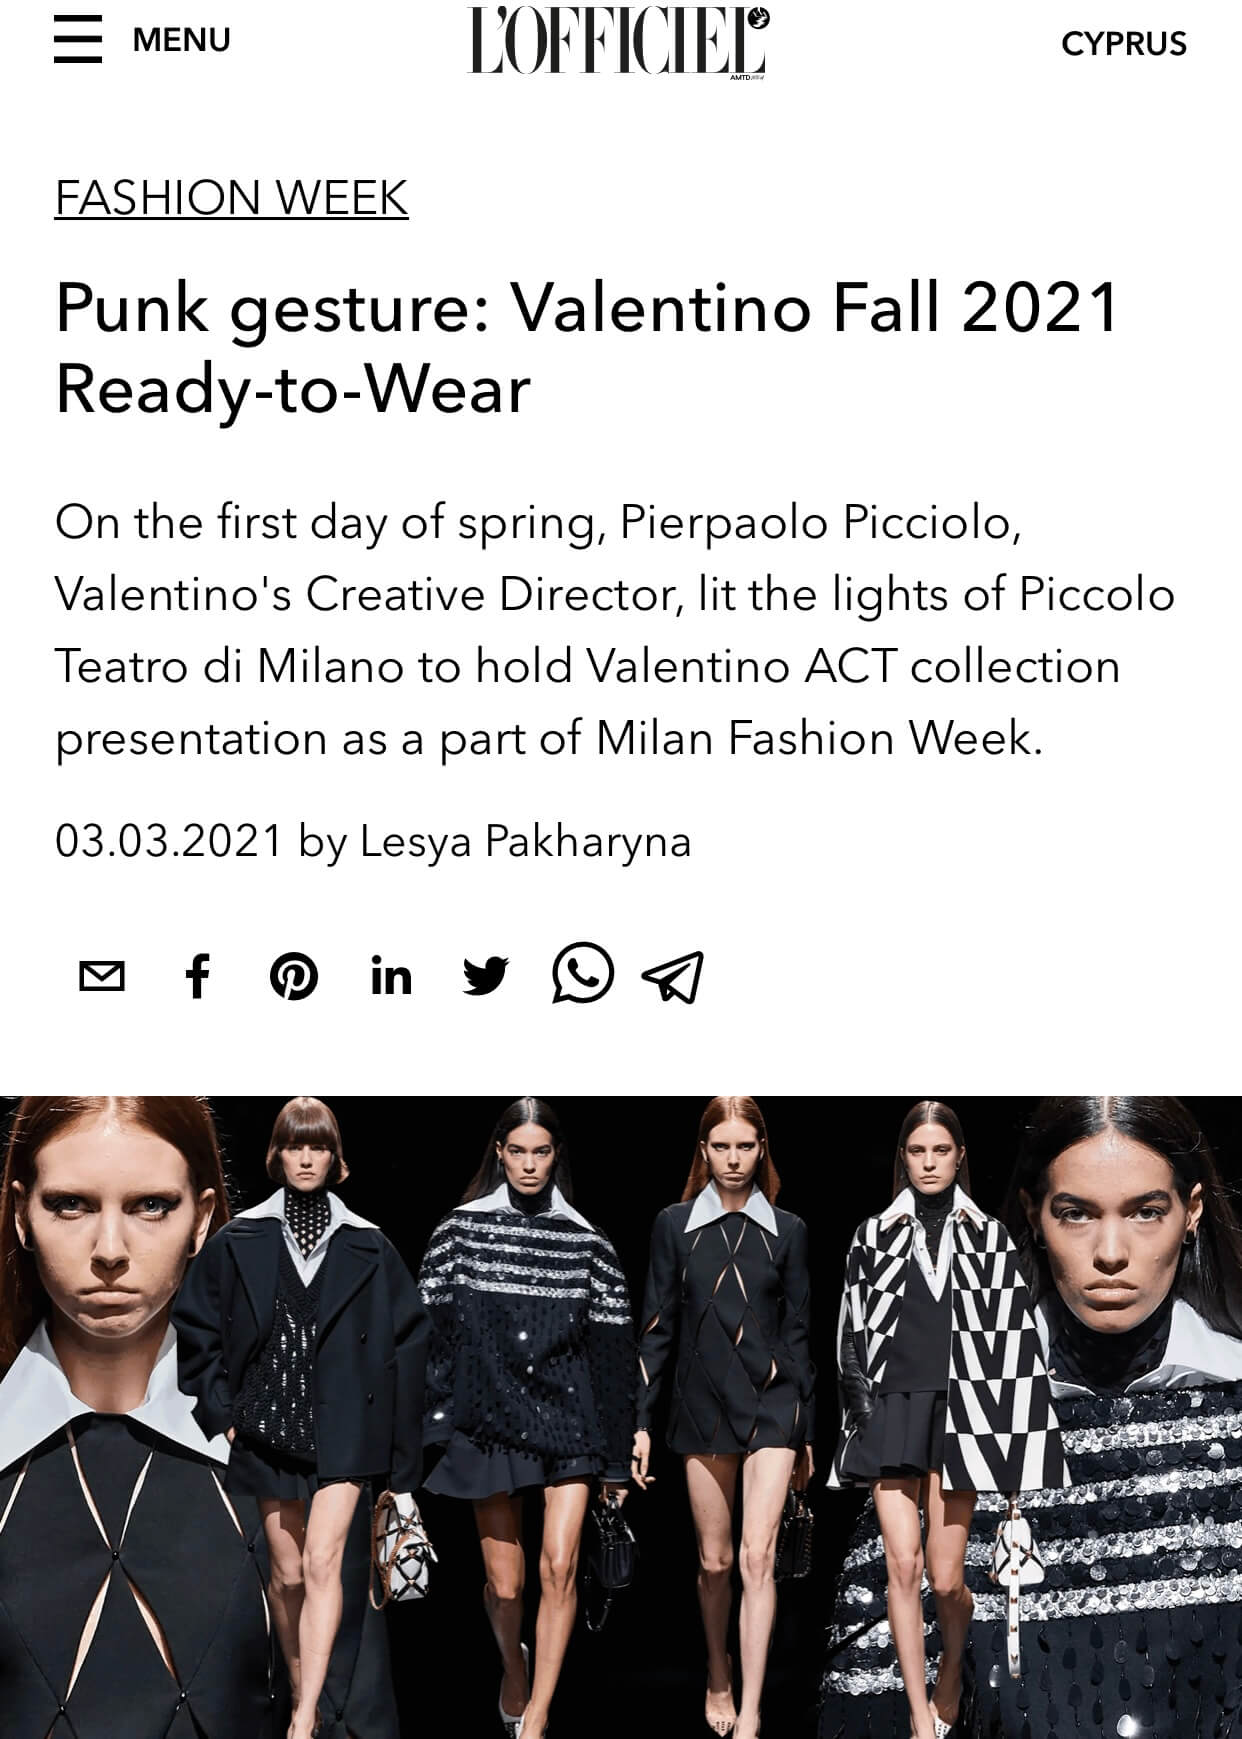 MENU
L'OFFICIEL
AMTD
CYPRUS
FASHION WEEK
Punk gesture: Valentino Fall 2021
Ready-to-Wear
On the first day of spring, Pierpaolo Picciolo,
Valentino's Creative Director, lit the lights of Piccolo
Teatro di Milano to hold Valentino ACT collection
presentation as a part of Milan Fashion Week.
03.03.2021 by Lesya Pakharyna